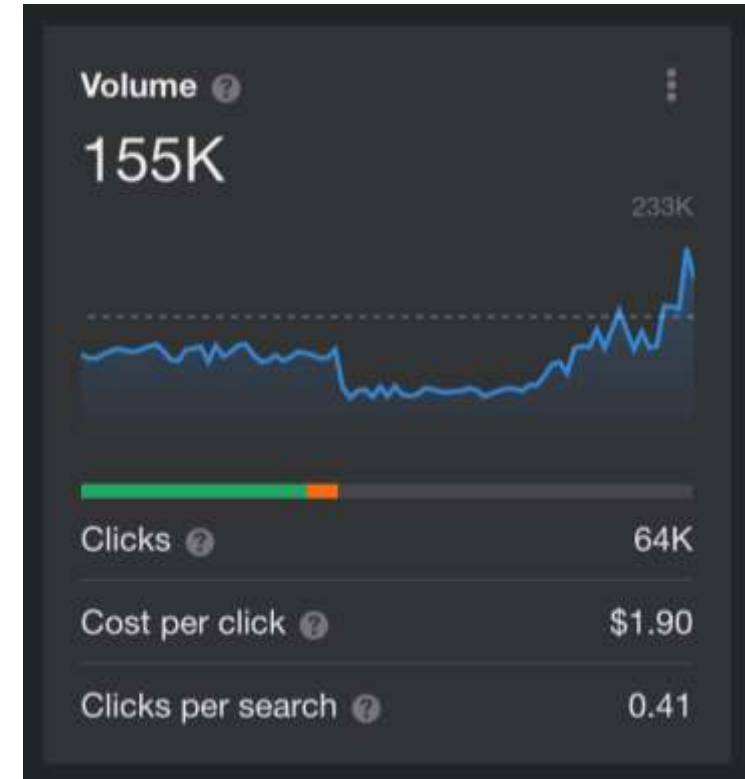 Volume ?
155K
233K
Clicks ? 64K
Cost per click ? $1.90
Clicks per search ? 0.41